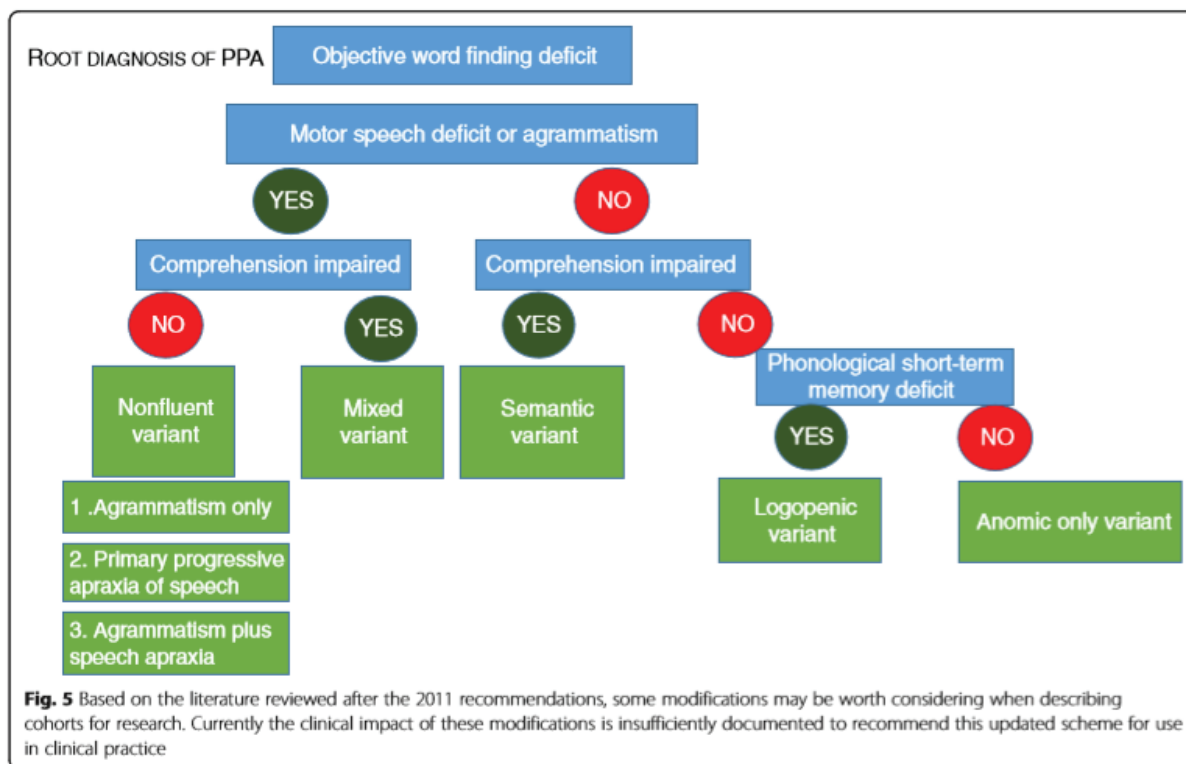 ROOT DIAGNOSIS OF PPA
Objective word finding deficit
Motor speech deficit or agrammatism
YES
NO
Comprehension impaired
Comprehension impaired
NO
YES
YES
NO
Phonological short-term
memory deficit
Nonfluent
variant
Mixed
variant
Semantic
variant
YES
NO
1 .Agrammatism only
2. Primary progressive
apraxia of speech
3. Agrammatism plus
speech apraxia
Logopenic
variant
Anomic only variant
Fig. 5 Based on the literature reviewed after the 2011 recommendations, some modifications may be worth considering when describing
cohorts for research. Currently the clinical impact of these modifications is insufficiently documented to recommend this updated scheme for use
in clinical practice